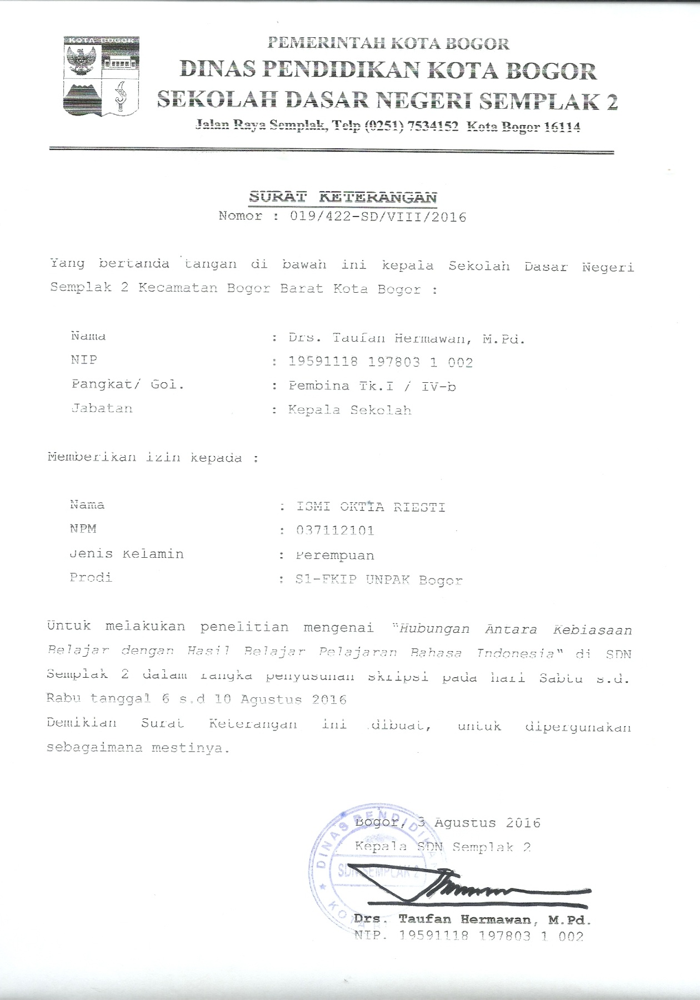 KOTA BOGOR
PEMERINTAH KOTA BOGOR
DINAS PENDIDIKAN KOTA BOGOR
SEKOLAH DASAR NEGERI SEMPLAK 2
Jalan Raya Semplak, Telp (0251) 7534152 Kota Bogor 16114
SURAT KETERANGAN
Nomor : 019/422-SD/VIII/2016
Yang bertanda tangan di bawah ini kepala Sekolah Dasar Negeri
Semplak 2 Kecamatan Bogor Barat Kota Bogor :
Nama : Drs. Taufan Hermawan, M.Pd.
NIP : 19591118 197803 1 002
Pangkat/ Gol. : Pembina Tk.I / IV-b
Jabatan : Kepala Sekolah
Memberikan izin kepada :
Nama : ISMI OKTIA RIESTI
NPM : 037112101
Jenis Kelamin : Perempuan
Prodi : S1-FKIP UNPAK Bogor
Untuk melakukan penelitian mengenai "Hubungan Antara Kebiasaan
Belajar dengan Hasil Belajar Pelajaran Bahasa Indonesia" di SDN
Semplak 2 dalam rangka penyusunan skripsi pada hari Sabtu s.d.
Rabu tanggal 6 s.d 10 Agustus 2016
Demikian Surat Keterangan ini dibuat, untuk dipergunakan
sebagaimana mestinya.
Bogor, 3 Agustus 2016
Kepala SDN Semplak 2
DINAS PENDIDIKAN
SDN SEMPLAK 2
KOTA
Drs. Taufan Hermawan, M.Pd.
NIP. 19591118 197803 1 002